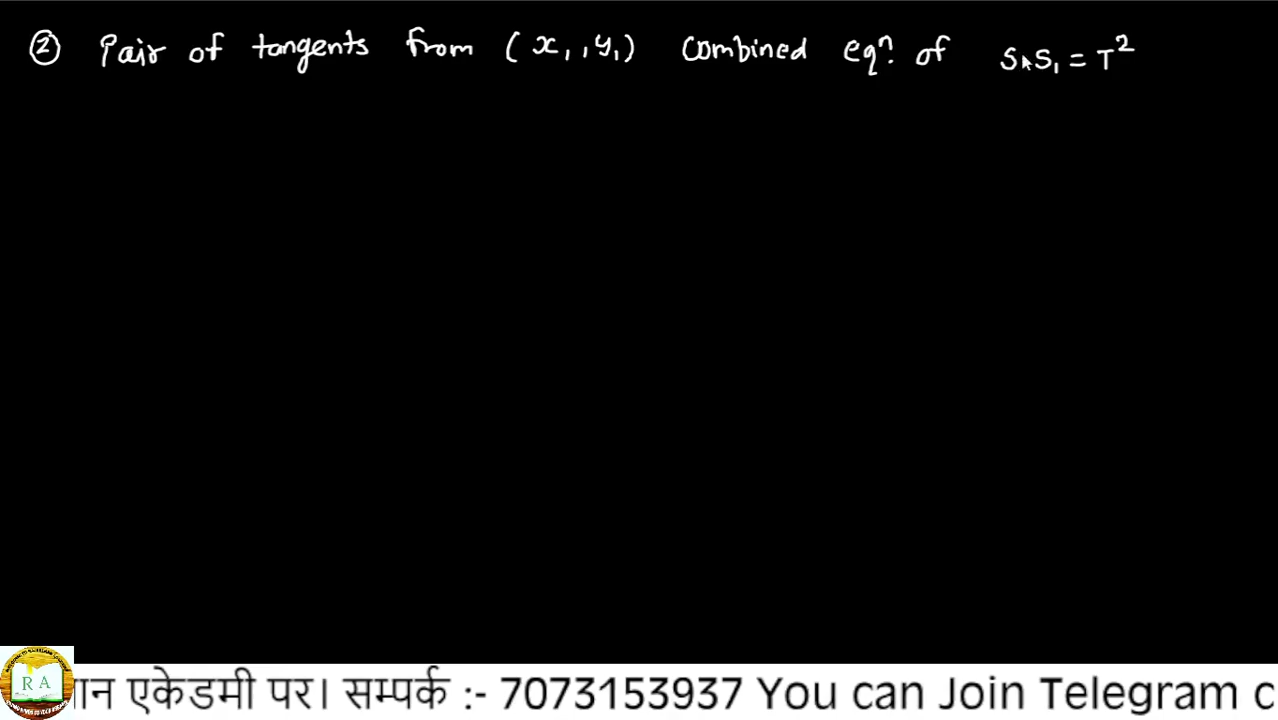 ② Pair of tangents from (x₁, y₁) combined eqⁿ. of S·S₁ = T²
R A
ान एकेडमी पर। सम्पर्क :- 7073153937 You can Join Telegram c